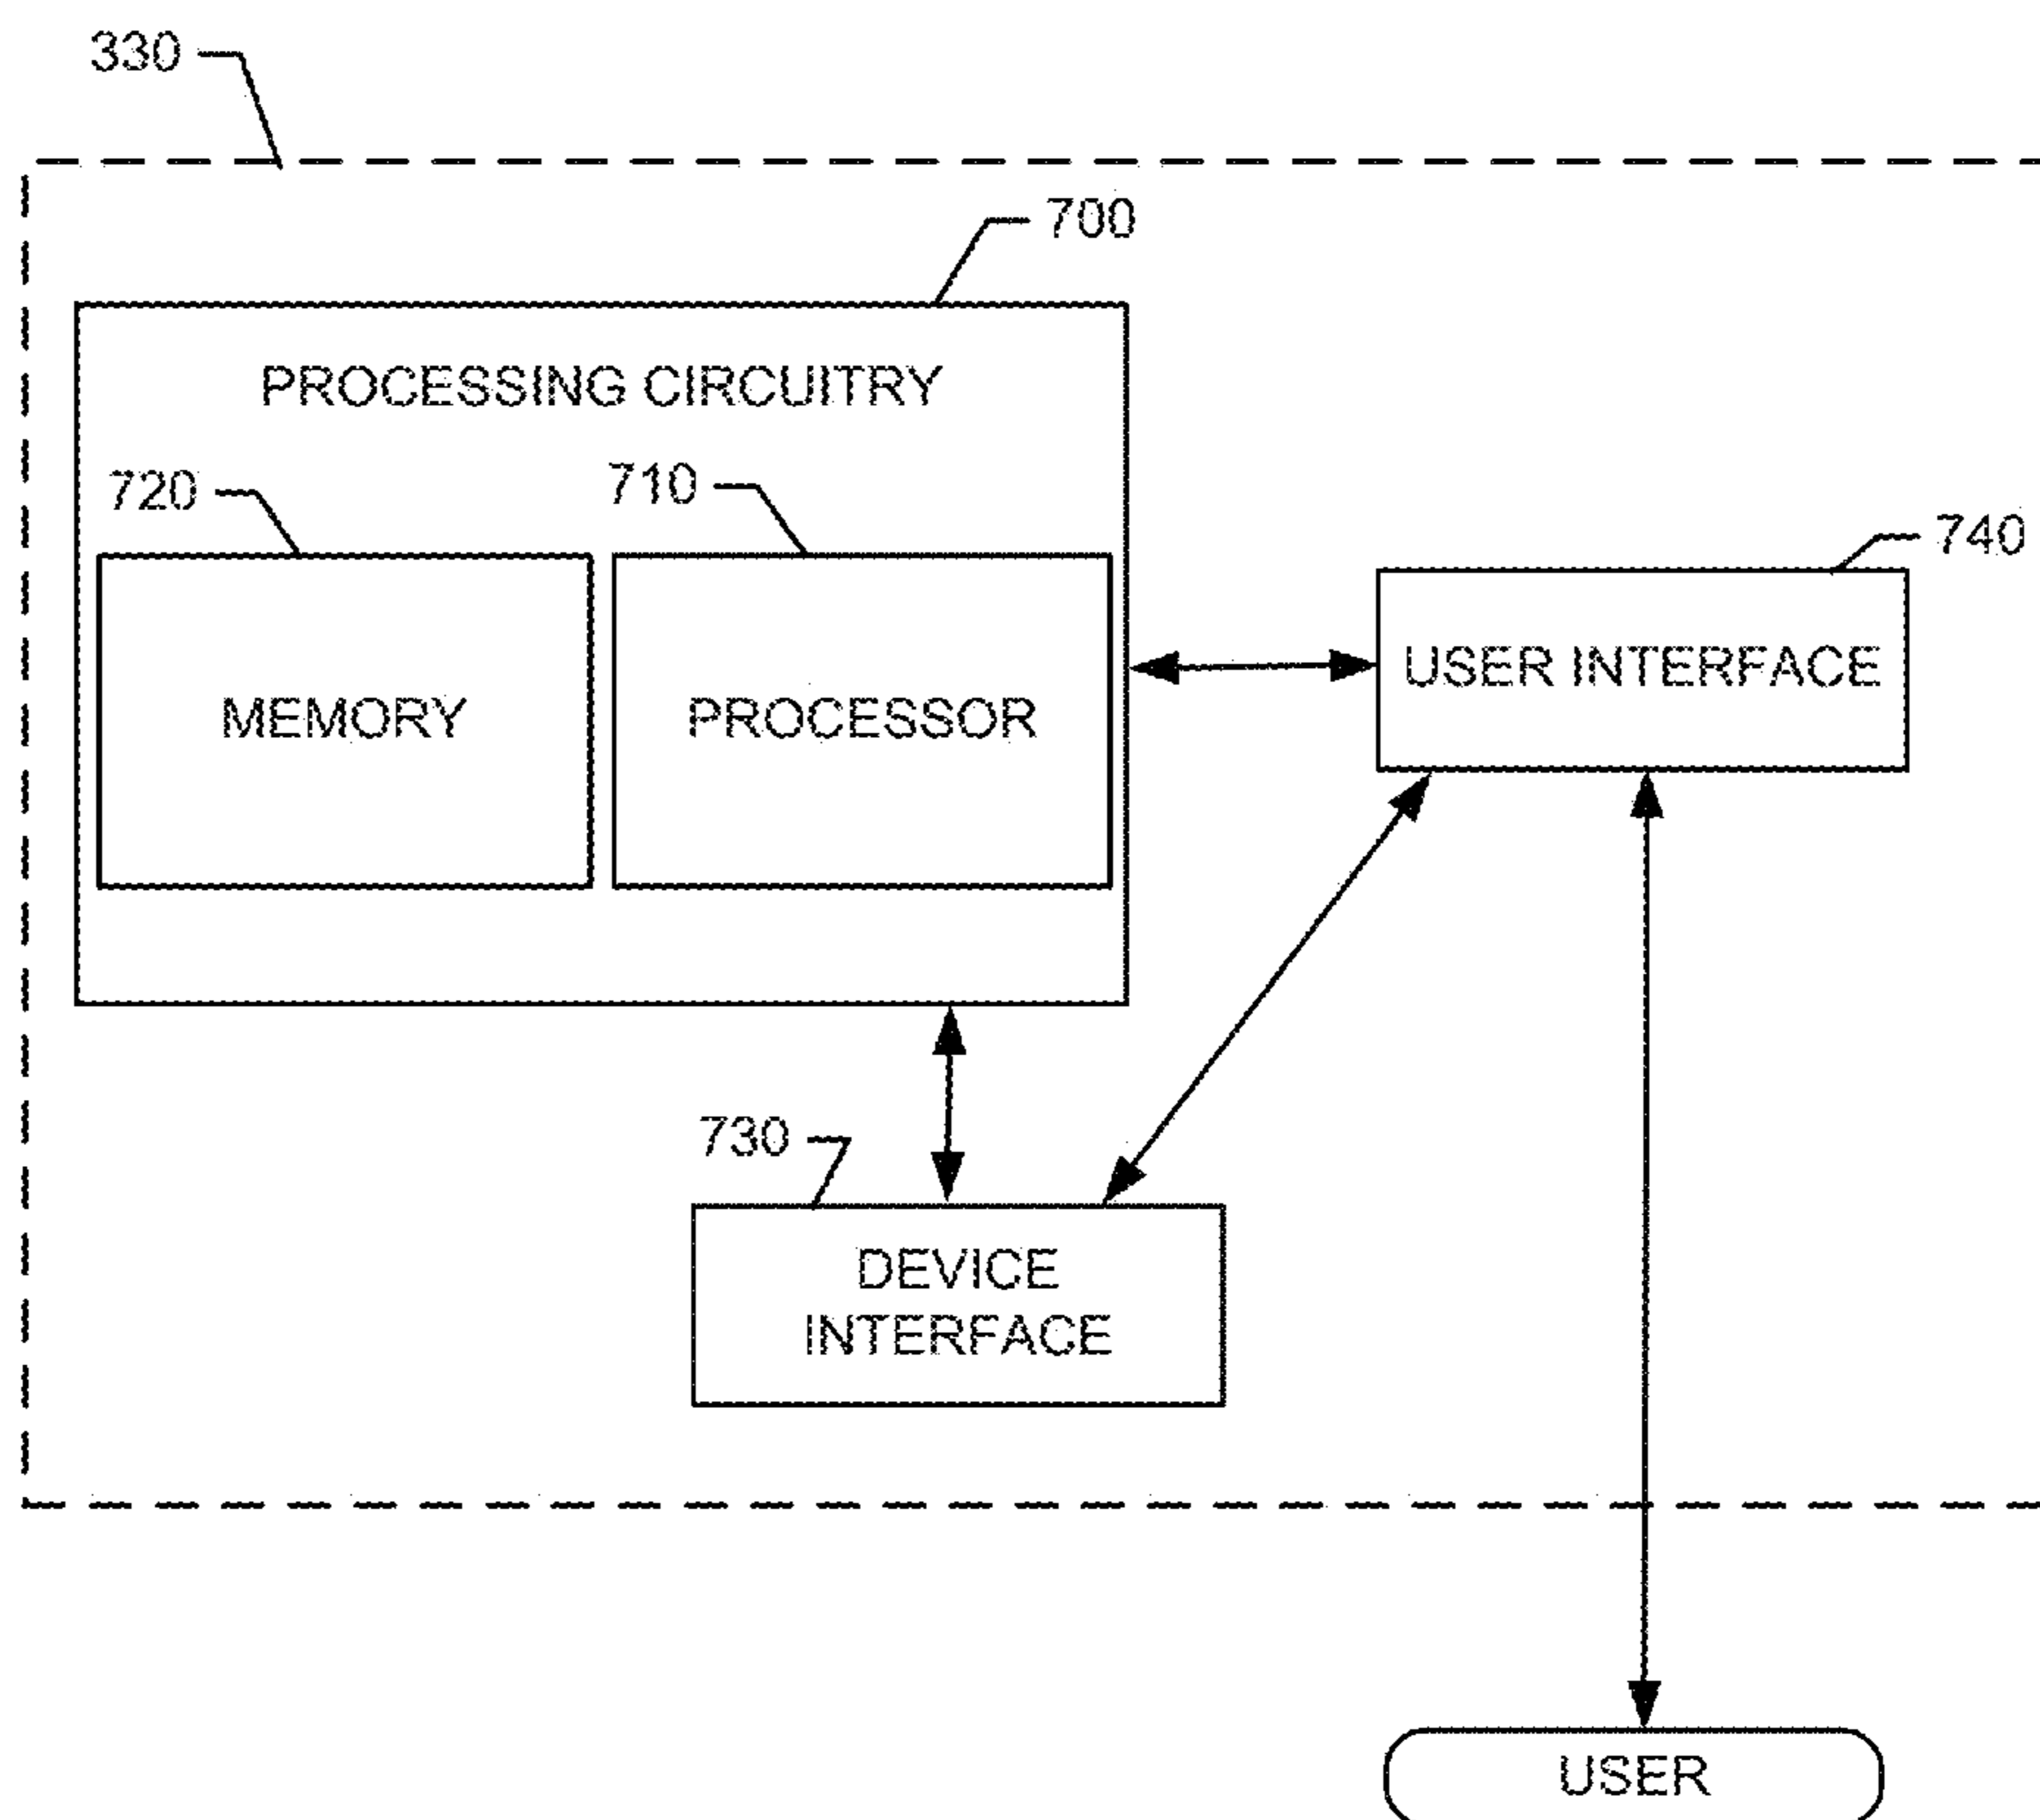 330
700
PROCESSING CIRCUITRY
720
710
740
MEMORY
PROCESSOR
USER INTERFACE
730
DEVICE
INTERFACE
USER